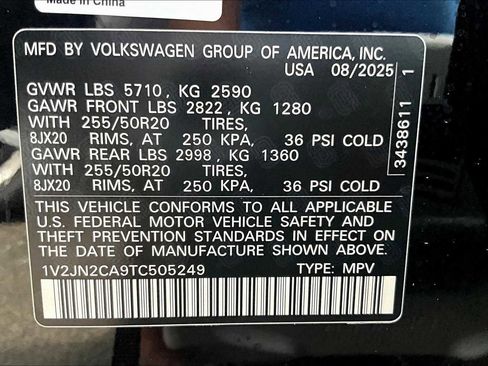 Made in China
MFD BY VOLKSWAGEN GROUP OF AMERICA, INC.
USA 08/2025
GVWR LBS 5710, KG 2590
GAWR FRONT LBS 2822, KG 1280
WITH 255/50R20 TIRES,
8JX20 RIMS, AT 250 KPA, 36 PSI COLD
GAWR REAR LBS 2998, KG 1360
WITH 255/50R20 TIRES,
8JX20 RIMS, AT 250 KPA, 36 PSI COLD
THIS VEHICLE CONFORMS TO ALL APPLICABLE
U.S. FEDERAL MOTOR VEHICLE SAFETY AND
THEFT PREVENTION STANDARDS IN EFFECT ON
THE DATE OF MANUFACTURE SHOWN ABOVE.
1V2JN2CA9TC505249 TYPE: MPV
3438611 1